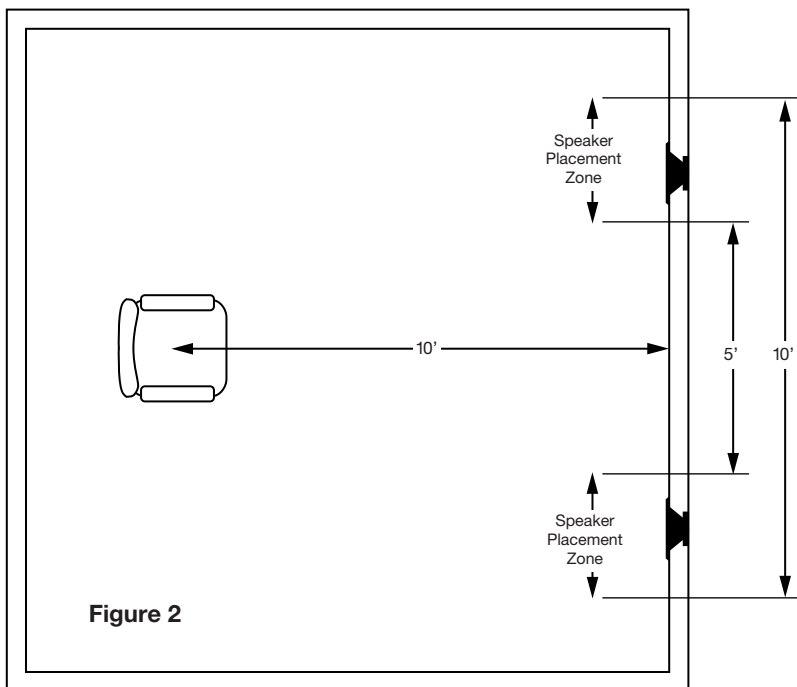 Speaker
Placement
Zone
10’
5’
10’
Speaker
Placement
Zone
Figure 2